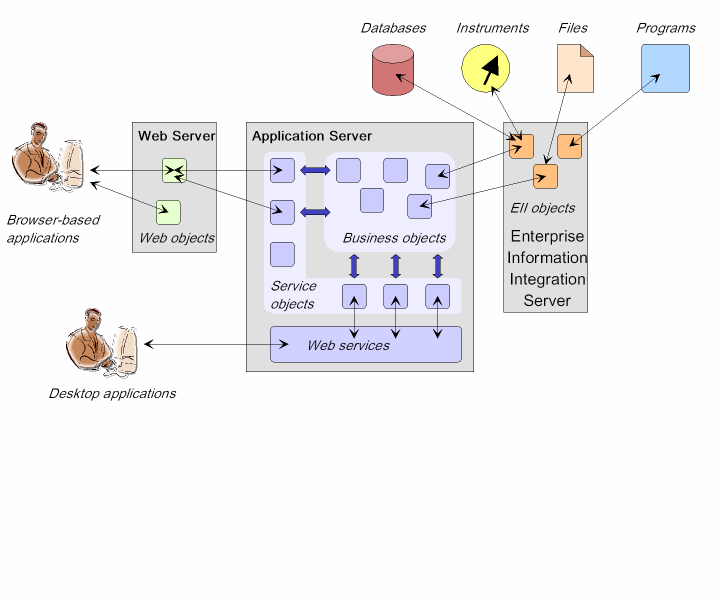 Databases
Instruments
Files
Programs
Web Server
Application Server
Browser-based
applications
Web objects
Business objects
EII objects
Enterprise
Information
Integration
Server
Service
objects
Web services
Desktop applications